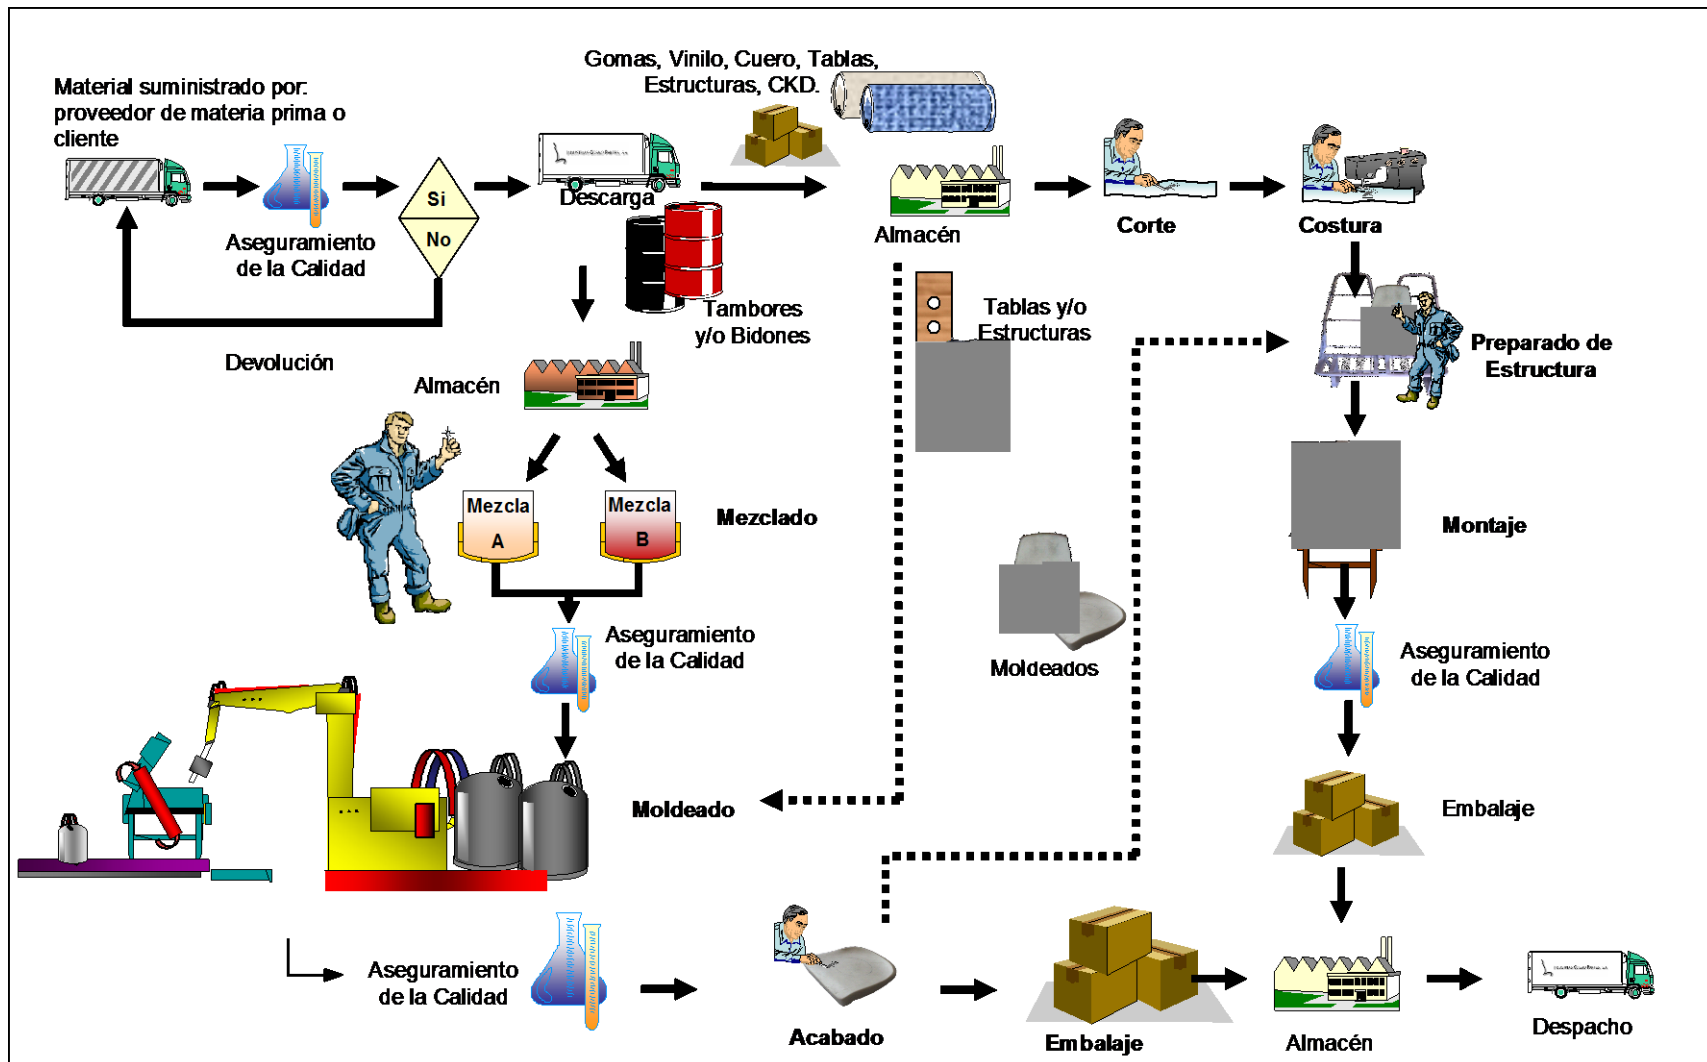 Gomas, Vinilo, Cuero, Tablas,
Estructuras, CKD.
Material suministrado por:
proveedor de materia prima o
cliente
Si
No
Descarga
Aseguramiento
de la Calidad
Almacén
Corte
Costura
Tambores
y/o Bidones
Tablas y/o
Estructuras
Devolución
Almacén
Preparado de
Estructura
Mezcla
A
Mezcla
B
Mezclado
Montaje
Aseguramiento
de la Calidad
Moldeados
Aseguramiento
de la Calidad
Moldeado
Embalaje
Aseguramiento
de la Calidad
Acabado
Embalaje
Almacén
Despacho